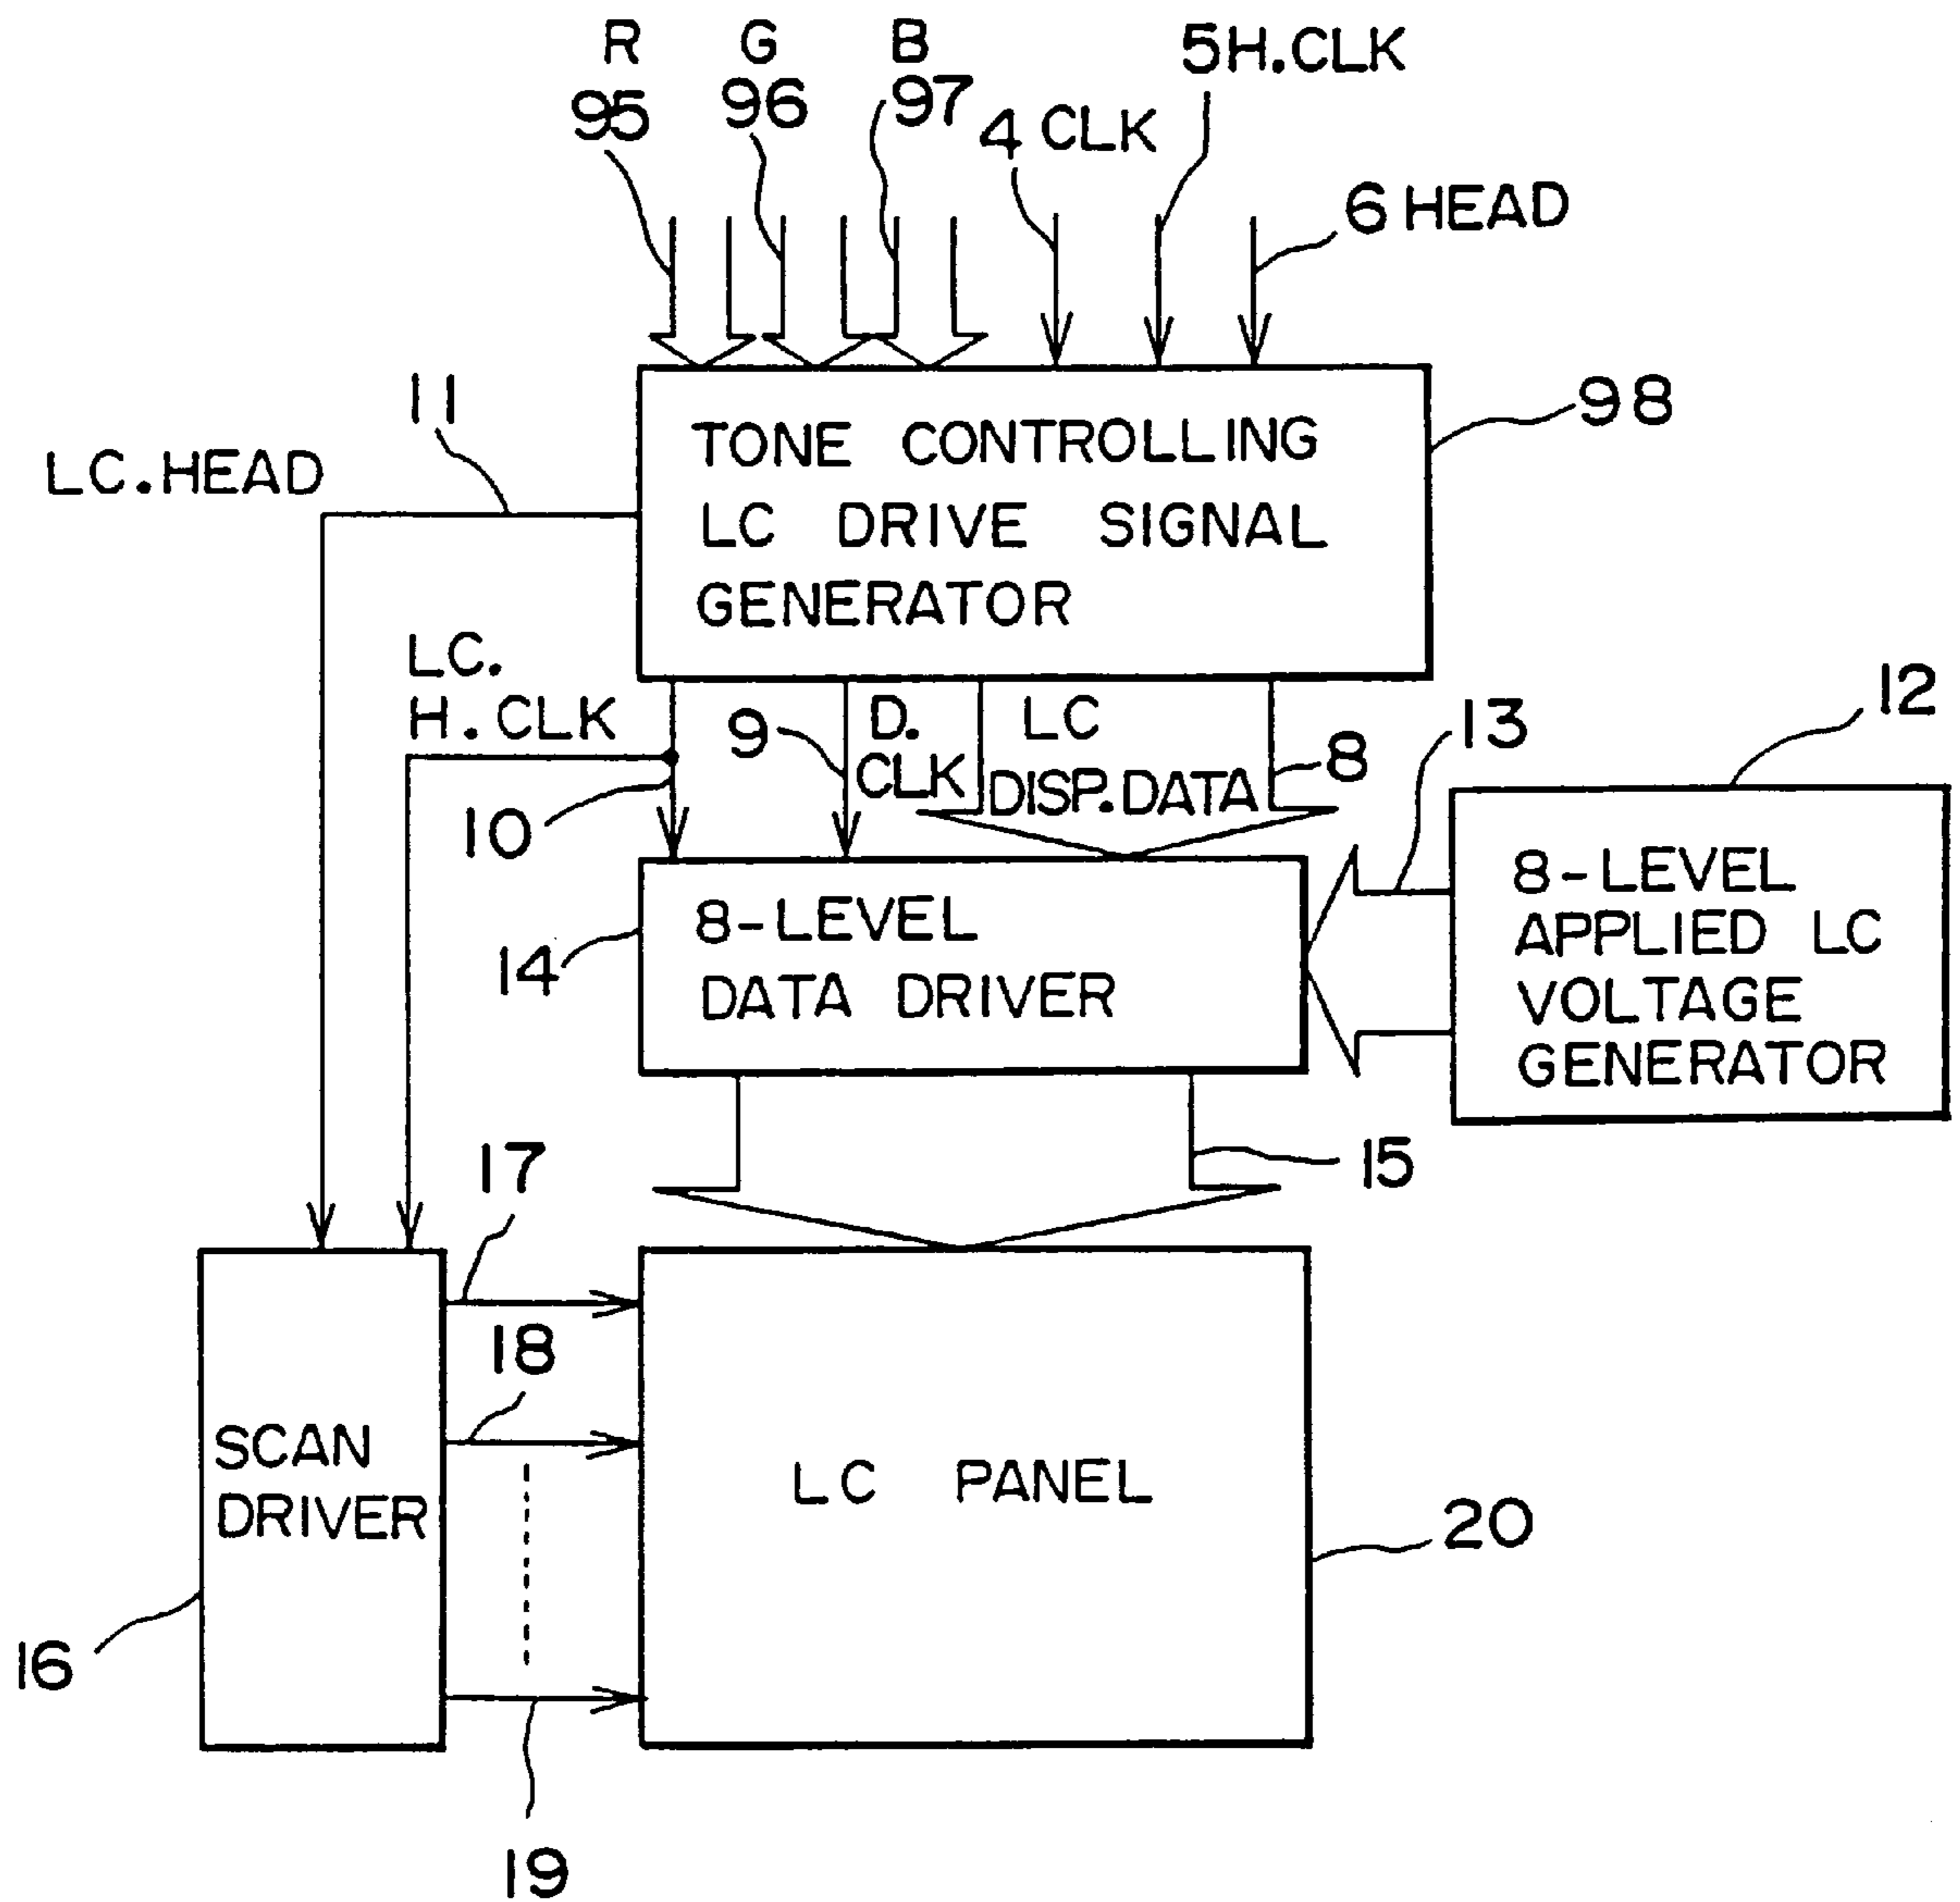 R G B
95 96 97
5H.CLK
4 CLK
6 HEAD
11
LC.HEAD
TONE CONTROLLING
LC DRIVE SIGNAL
GENERATOR
98
LC.
H.CLK
10
9
D.
CLK
LC
DISP.DATA
8
13
12
14
8-LEVEL
DATA DRIVER
8-LEVEL
APPLIED LC
VOLTAGE
GENERATOR
15
17
18
SCAN
DRIVER
LC PANEL
20
16
19